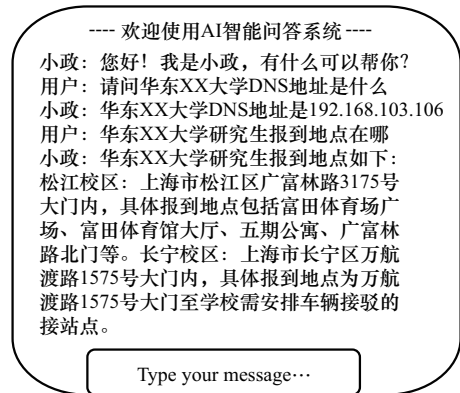 ---- 欢迎使用AI智能问答系统 ----
小政：您好！我是小政，有什么可以帮你？
用户：请问华东XX大学DNS地址是什么
小政：华东XX大学DNS地址是192.168.103.106
用户：华东XX大学研究生报到地点在哪
小政：华东XX大学研究生报到地点如下：
松江校区：上海市松江区广富林路3175号
大门内，具体报到地点包括富田体育场广
场、富田体育馆大厅、五期公寓、广富林
路北门等。长宁校区：上海市长宁区万航
渡路1575号大门内，具体报到地点为万航
渡路1575号大门至学校需安排车辆接驳的
接站点。
Type your message…